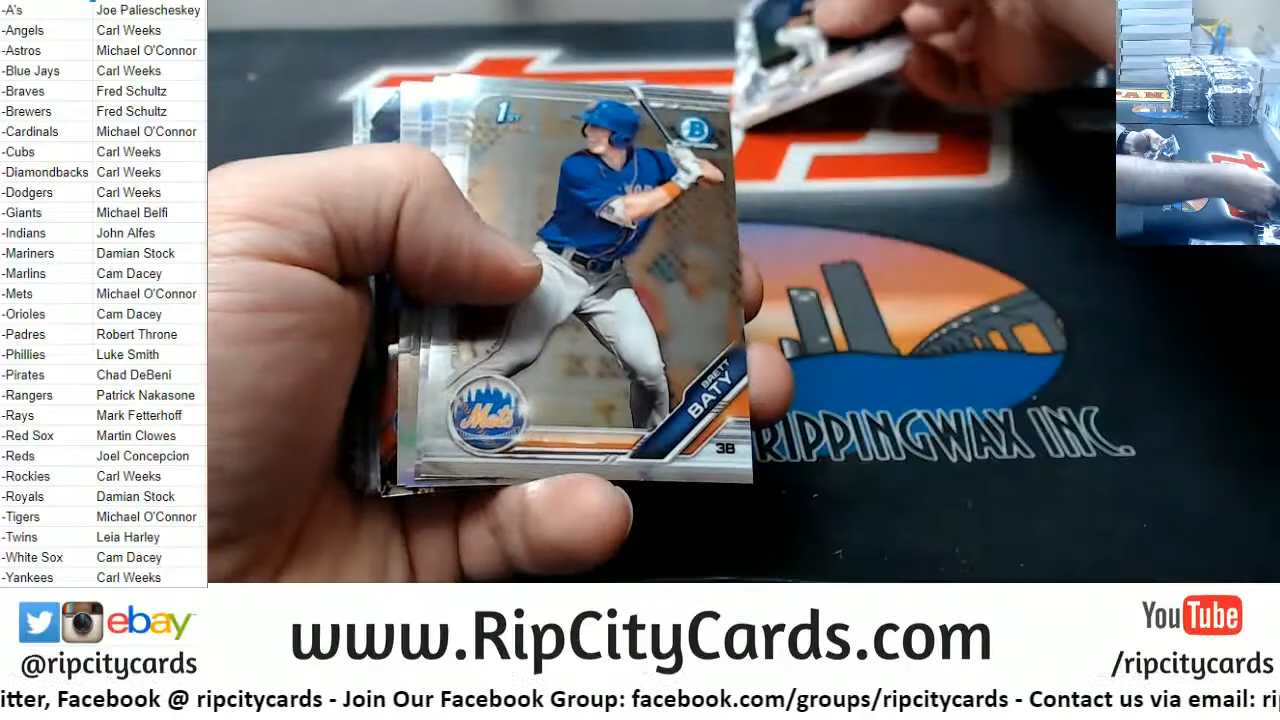 -A's Joe Paliescheskey
-Angels Carl Weeks
-Astros Michael O'Connor
-Blue Jays Carl Weeks
-Braves Fred Schultz
-Brewers Fred Schultz
-Cardinals Michael O'Connor
-Cubs Carl Weeks
-Diamondbacks Carl Weeks
-Dodgers Carl Weeks
-Giants Michael Belfi
-Indians John Alfes
-Mariners Damian Stock
-Marlins Cam Dacey
-Mets Michael O'Connor
-Orioles Cam Dacey
-Padres Robert Throne
-Phillies Luke Smith
-Pirates Chad DeBeni
-Rangers Patrick Nakasone
-Rays Mark Fetterhoff
-Red Sox Martin Clowes
-Reds Joel Concepcion
-Rockies Carl Weeks
-Royals Damian Stock
-Tigers Michael O'Connor
-Twins Leia Harley
-White Sox Cam Dacey
-Yankees Carl Weeks
1st
B
Mets
BRETT
BATY
3B
RIPPINGWAX INC.
ebay
@ripcitycards
www.RipCityCards.com
YouTube
/ripcitycards
itter, Facebook @ ripcitycards - Join Our Facebook Group: facebook.com/groups/ripcitycards - Contact us via email: ri